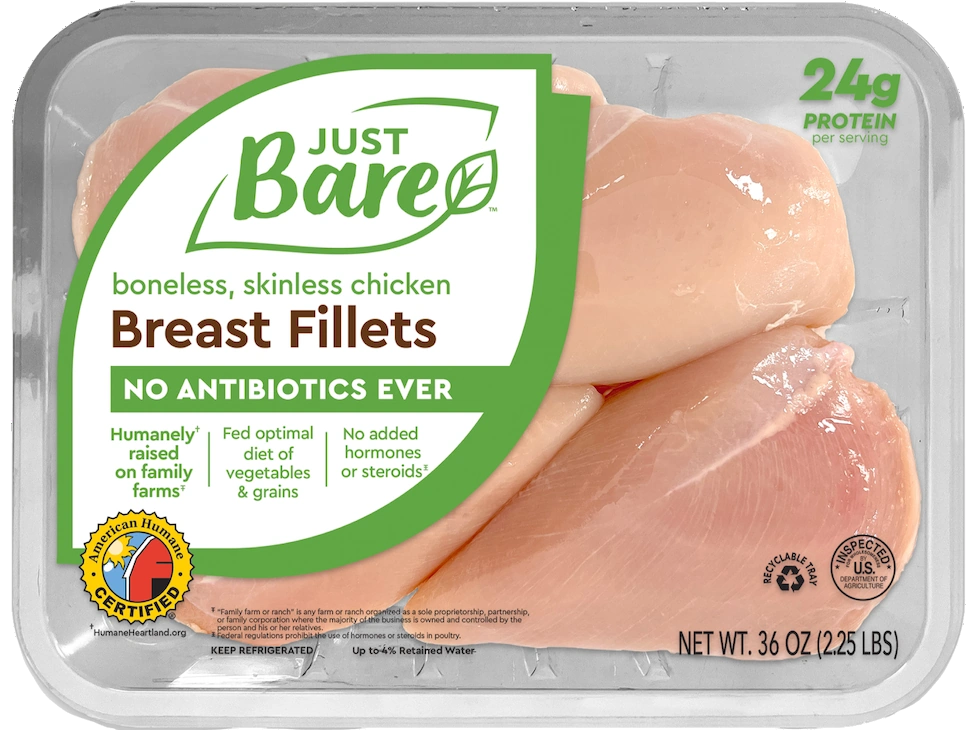 JUST
Bare
™
24g
PROTEIN
per serving
boneless, skinless chicken
Breast Fillets
NO ANTIBIOTICS EVER
Humanely†
raised
on family
farms‡
Fed optimal
diet of
vegetables
& grains
No added
hormones
or steroids⹋
American Humane
CERTIFIED
®
†HumaneHeartland.org
‡ "Family farm or ranch" is any farm or ranch organized as a sole proprietorship, partnership,
or family corporation where the majority of the business is owned and controlled by the
person and his or her relatives.
⹋ Federal regulations prohibit the use of hormones or steroids in poultry.
KEEP REFRIGERATED
Up to 4% Retained Water
RECYCLABLE TRAY
INSPECTED
FOR WHOLESOMENESS
BY
U.S.
DEPARTMENT OF
AGRICULTURE
NET WT. 36 OZ (2.25 LBS)